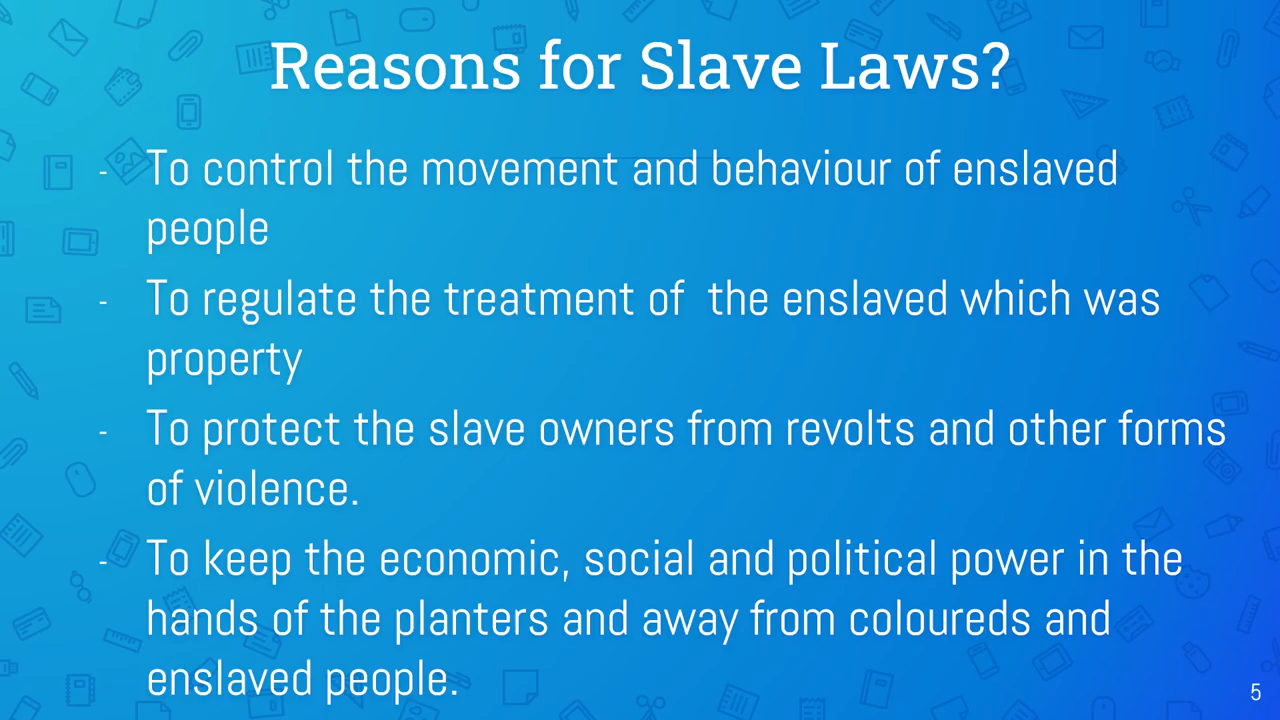 Reasons for Slave Laws?
- To control the movement and behaviour of enslaved
people
- To regulate the treatment of  the enslaved which was
property
- To protect the slave owners from revolts and other forms
of violence.
- To keep the economic, social and political power in the
hands of the planters and away from coloureds and
enslaved people.
5